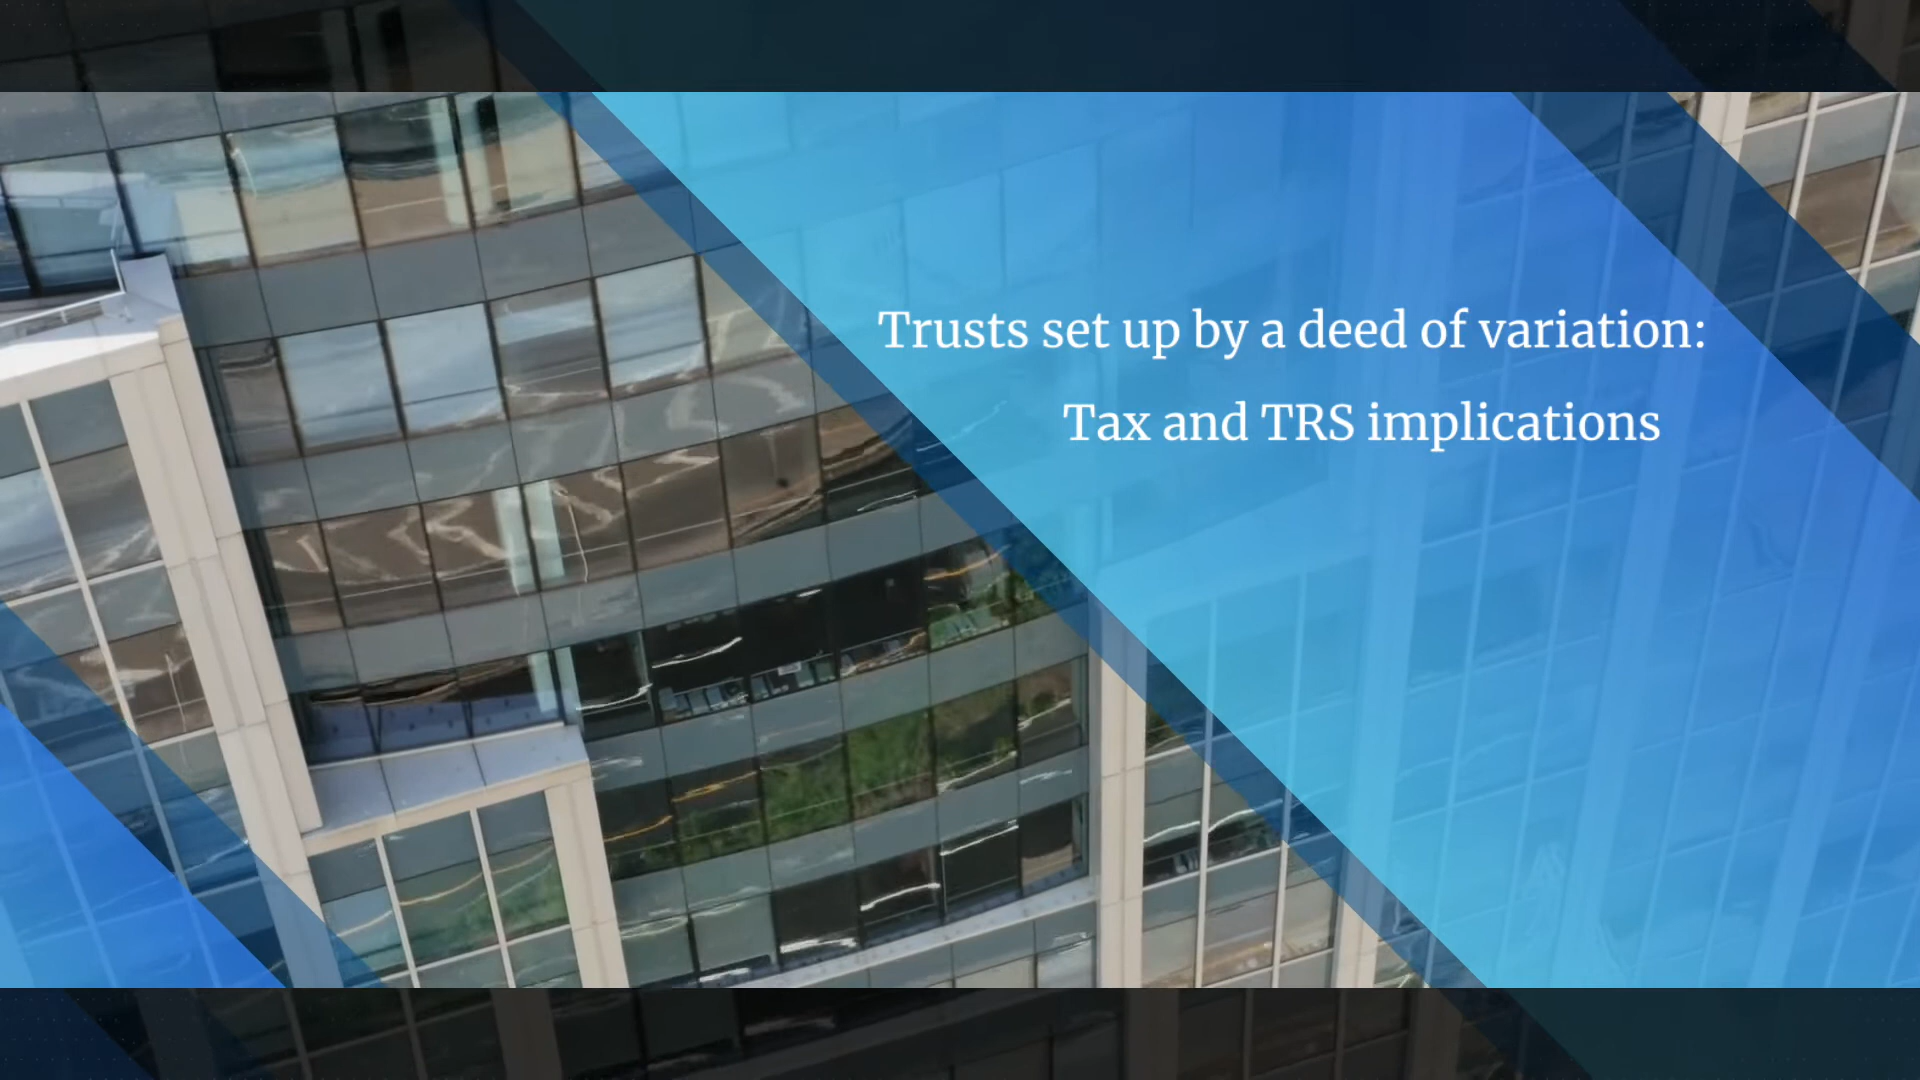 Trusts set up by a deed of variation:
Tax and TRS implications